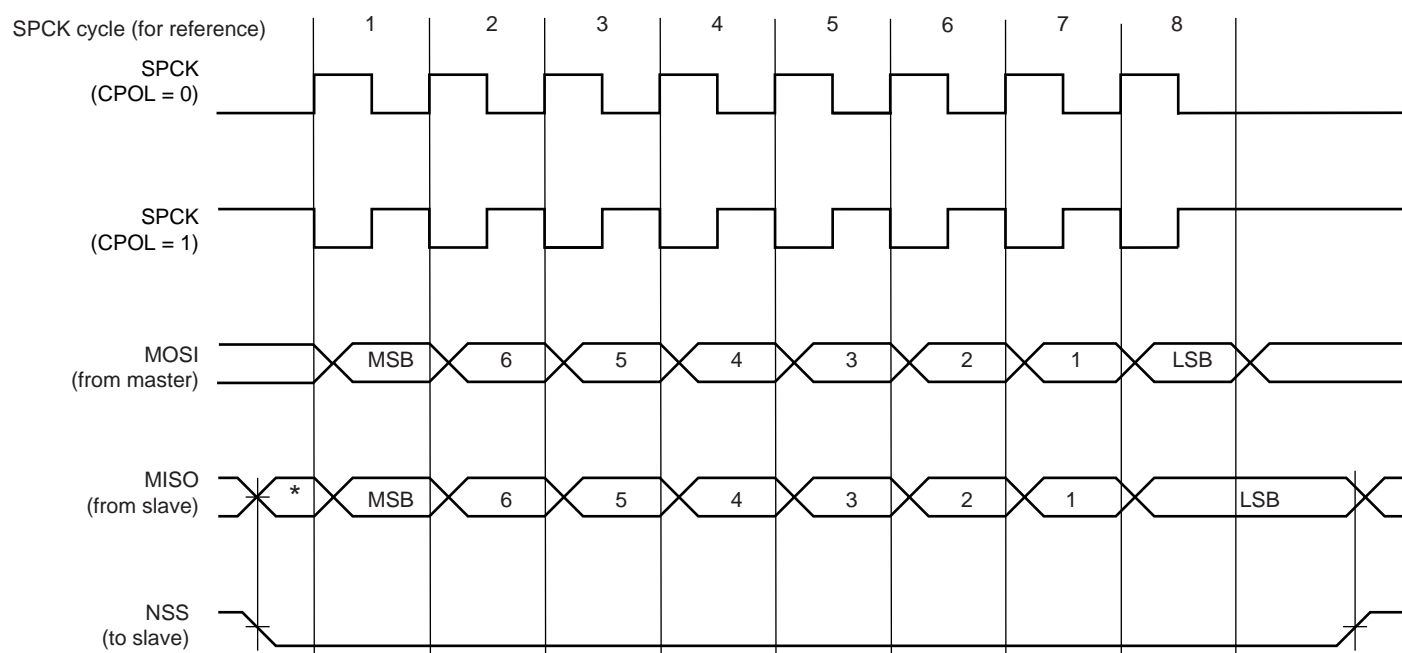 SPCK cycle (for reference) 1 2 3 4 5 6 7 8
SPCK
(CPOL = 0)
SPCK
(CPOL = 1)
MOSI
(from master)
MSB 6 5 4 3 2 1 LSB
MISO
(from slave)
* MSB 6 5 4 3 2 1 LSB
NSS
(to slave)